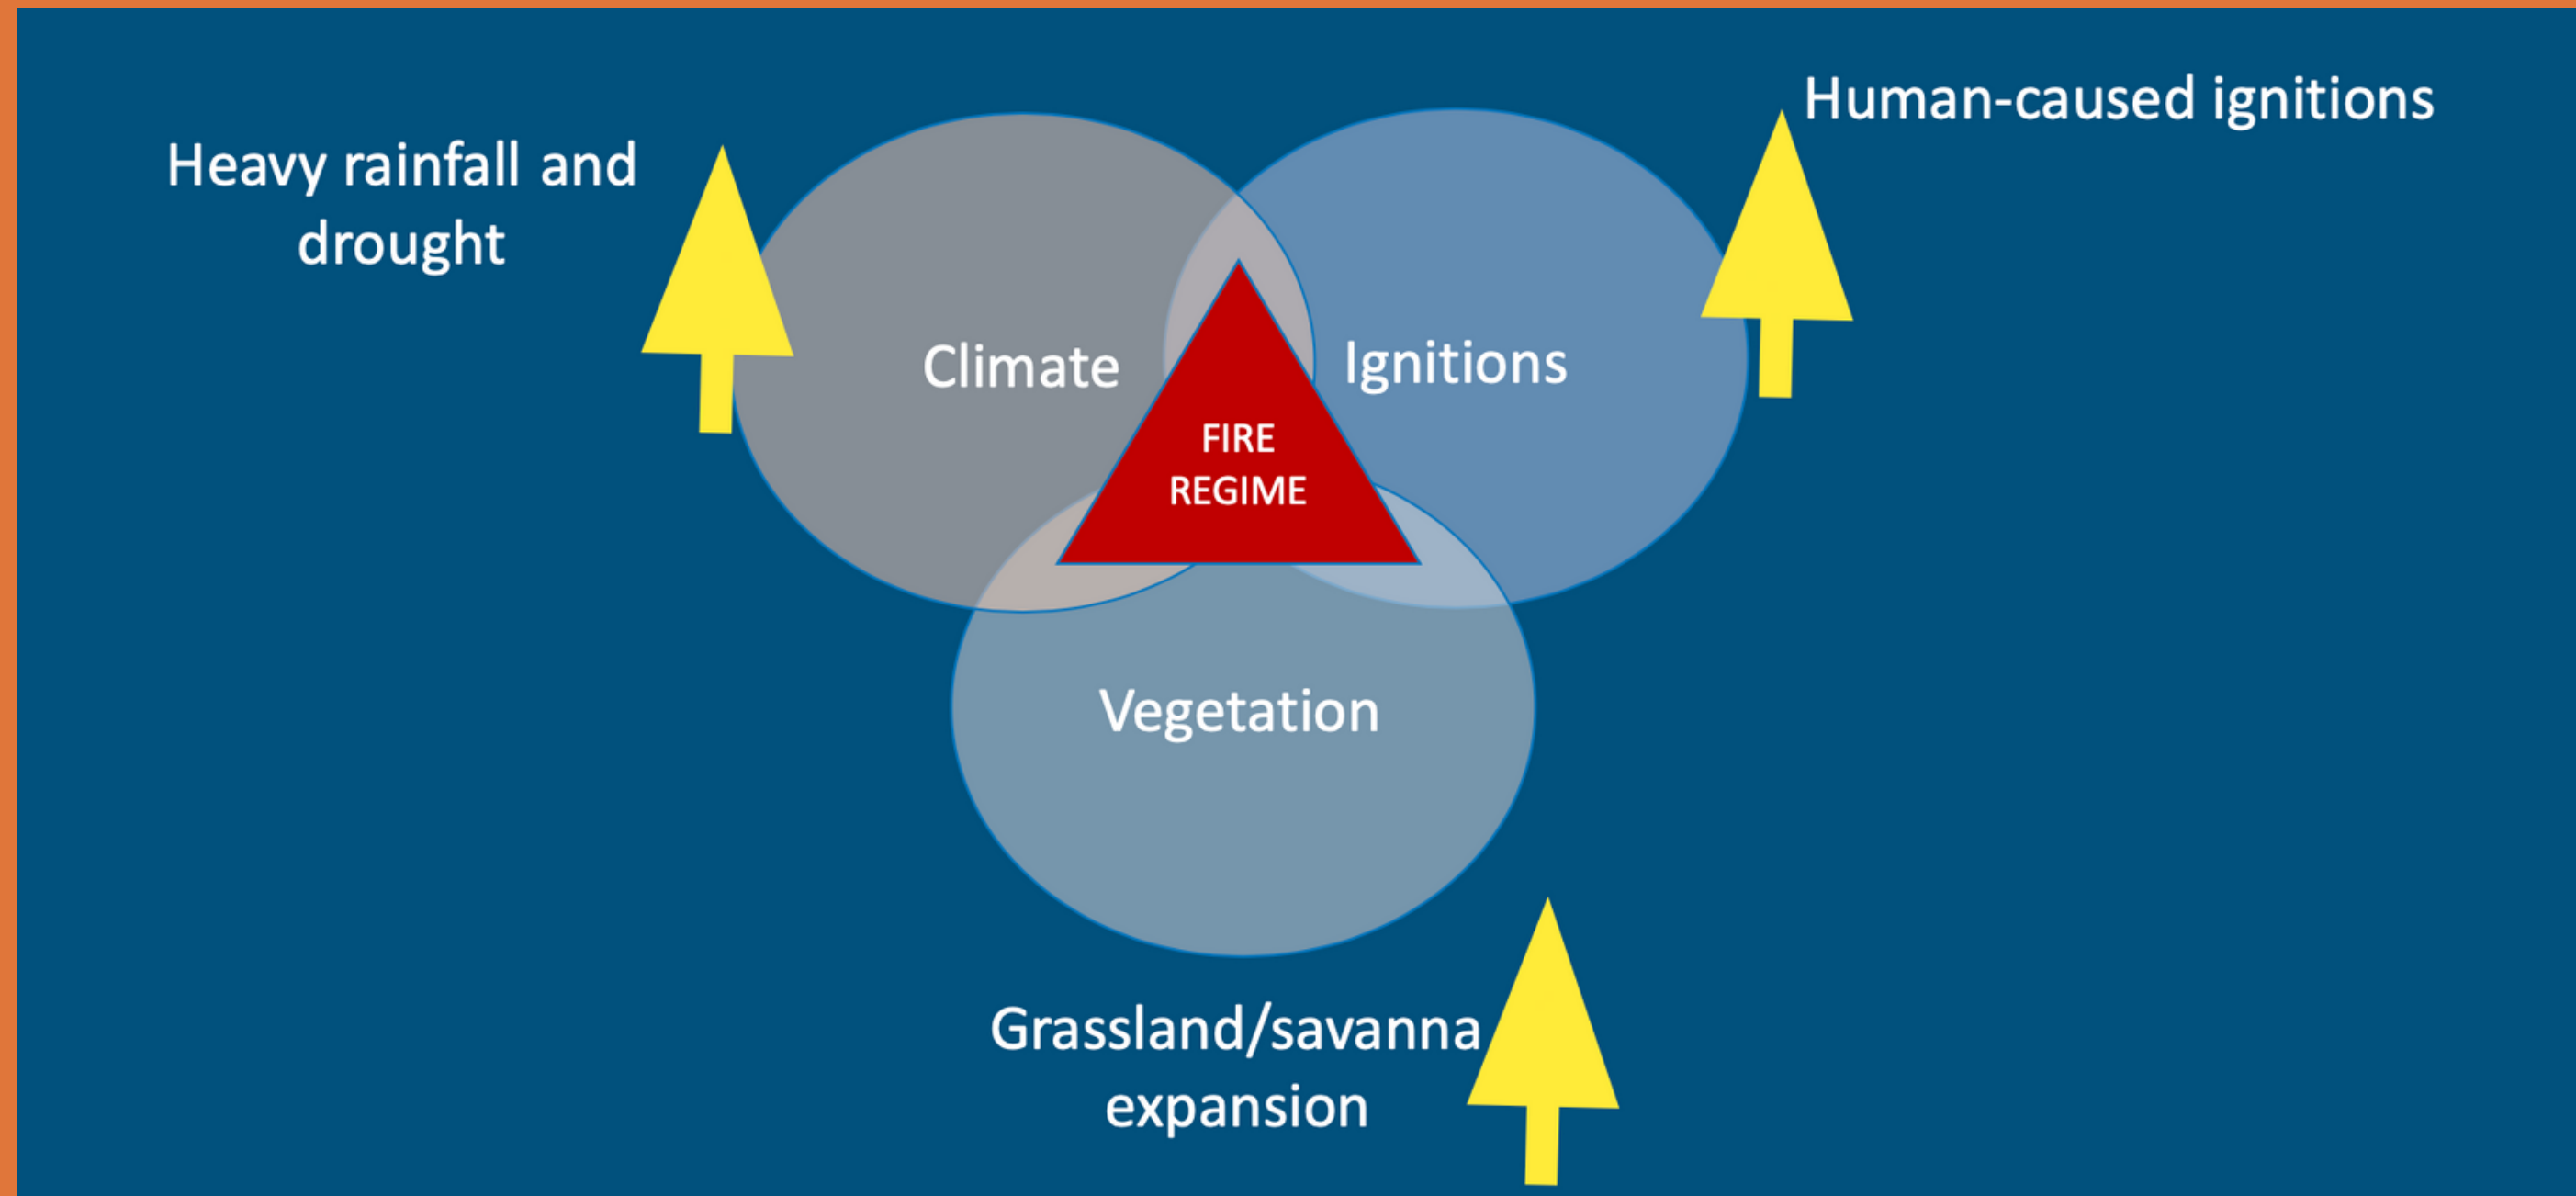 Human-caused ignitions
Heavy rainfall and
drought
Climate
Ignitions
FIRE
REGIME
Vegetation
Grassland/savanna
expansion